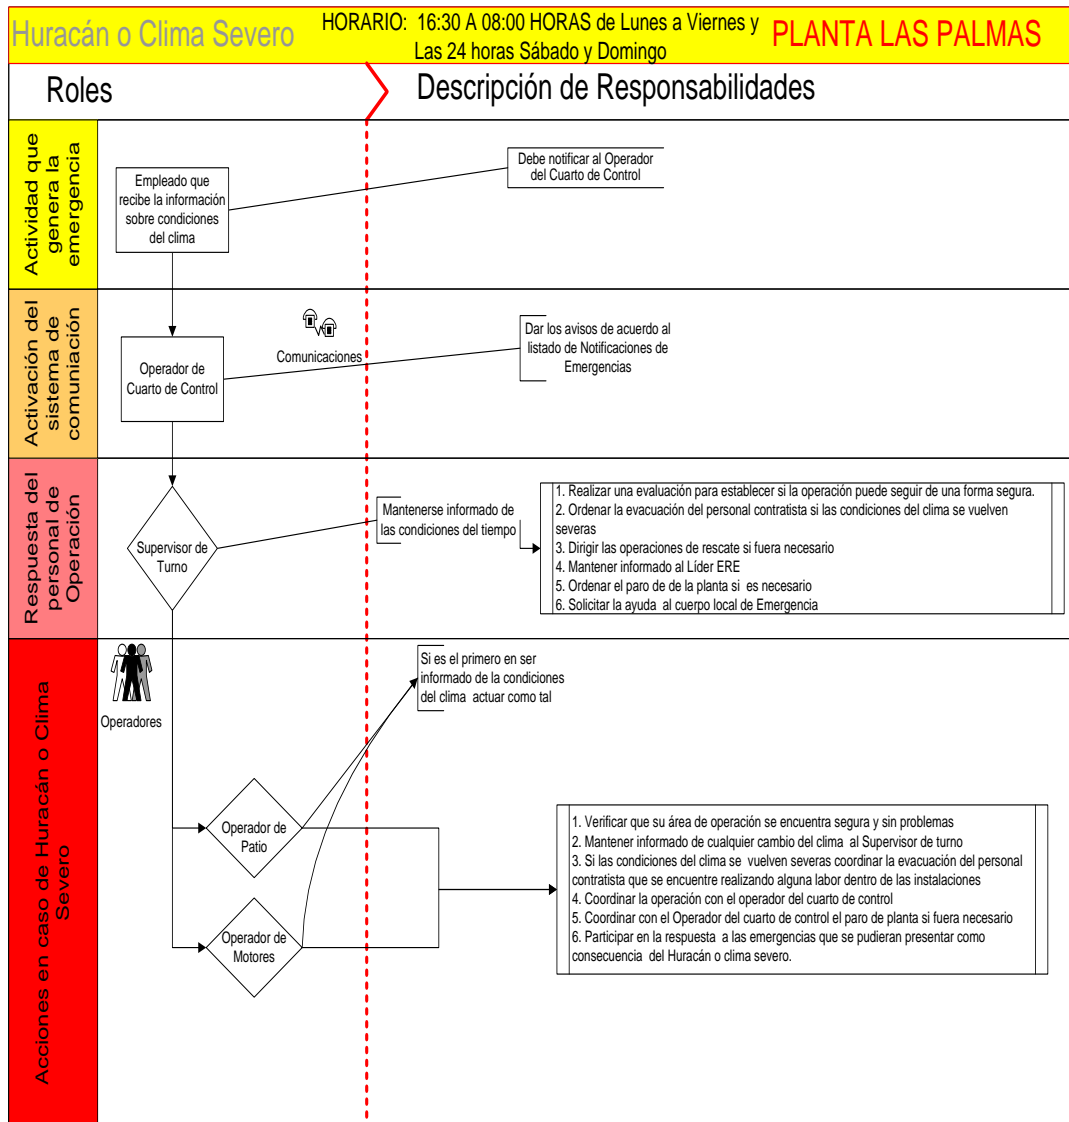 Huracán o Clima Severo
HORARIO: 16:30 A 08:00 HORAS de Lunes a Viernes y
Las 24 horas Sábado y Domingo
PLANTA LAS PALMAS
Roles
Descripción de Responsabilidades
Actividad que
genera la
emergencia
Empleado que
recibe la información
sobre condiciones
del clima
Debe notificar al Operador
del Cuarto de Control
Activación del
sistema de
comuniación
Operador de
Cuarto de Control
Comunicaciones
Dar los avisos de acuerdo al
listado de Notificaciones de
Emergencias
Respuesta del
personal de
Operación
Supervisor de
Turno
Mantenerse informado de
las condiciones del tiempo
1. Realizar una evaluación para establecer si la operación puede seguir de una forma segura.
2. Ordenar la evacuación del personal contratista si las condiciones del clima se vuelven
severas
3. Dirigir las operaciones de rescate si fuera necesario
4. Mantener informado al Líder ERE
5. Ordenar el paro de de la planta si es necesario
6. Solicitar la ayuda al cuerpo local de Emergencia
Acciones en caso de Huracán o Clima
Severo
Operadores
Si es el primero en ser
informado de la condiciones
del clima actuar como tal
Operador de
Patio
Operador de
Motores
1. Verificar que su área de operación se encuentra segura y sin problemas
2. Mantener informado de cualquier cambio del clima al Supervisor de turno
3. Si las condiciones del clima se vuelven severas coordinar la evacuación del personal
contratista que se encuentre realizando alguna labor dentro de las instalaciones
4. Coordinar la operación con el operador del cuarto de control
5. Coordinar con el Operador del cuarto de control el paro de planta si fuera necesario
6. Participar en la respuesta a las emergencias que se pudieran presentar como
consecuencia del Huracán o clima severo.